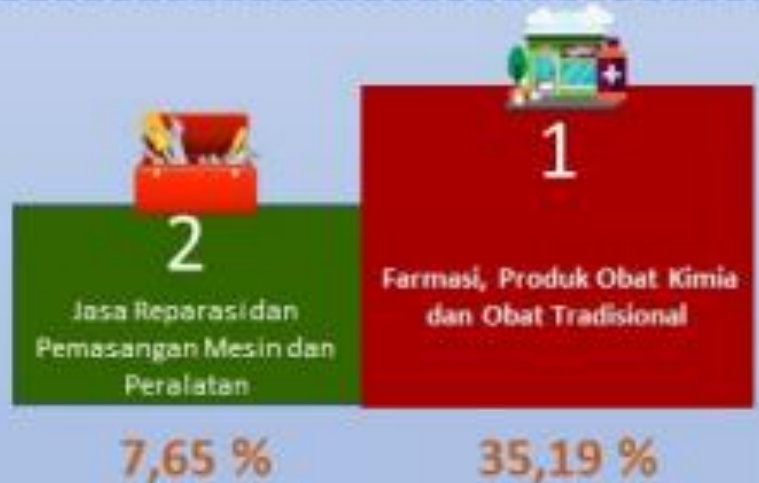 1
2
Farmasi, Produk Obat Kimia
dan Obat Tradisional
Jasa Reparasi dan
Pemasangan Mesin dan
Peralatan
7,65 %
35,19 %